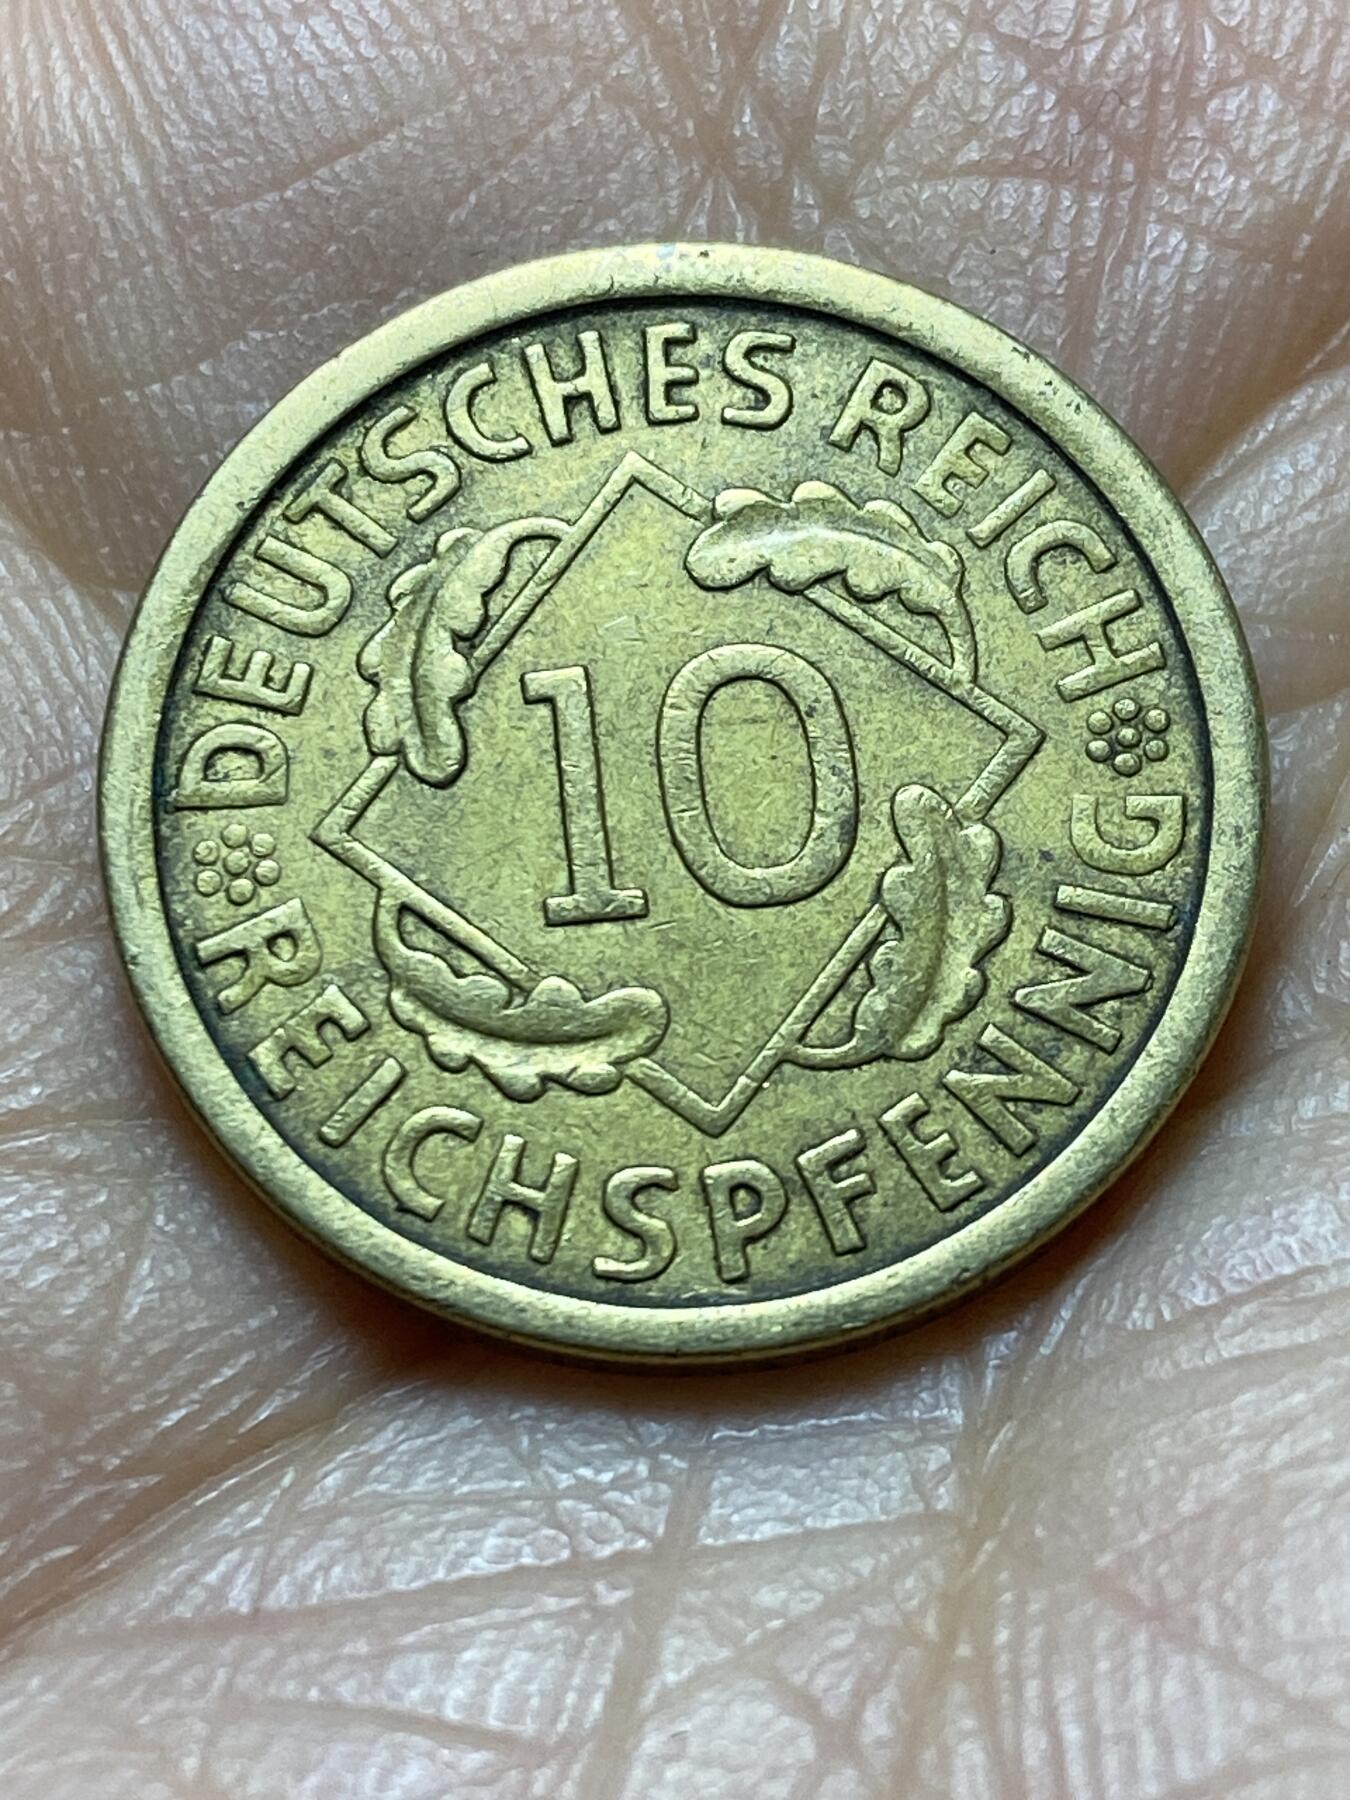 DEUTSCHES REICH
10
REICHSPFENNIG